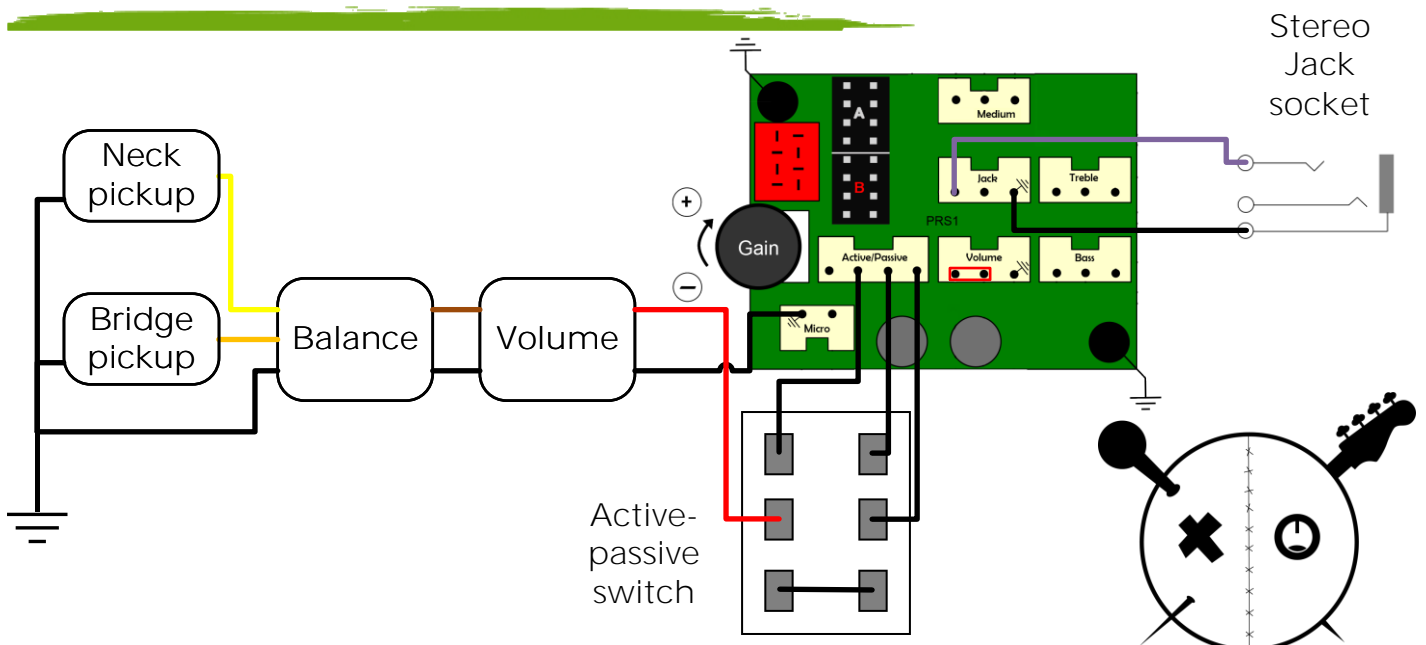 Stereo
Jack
socket
Neck
pickup
Bridge
pickup
Balance
Volume
+
Gain
−
A
B
Medium
Jack
Treble
PRS1
Active/Passive
Volume
Bass
Micro
Active-
passive
switch